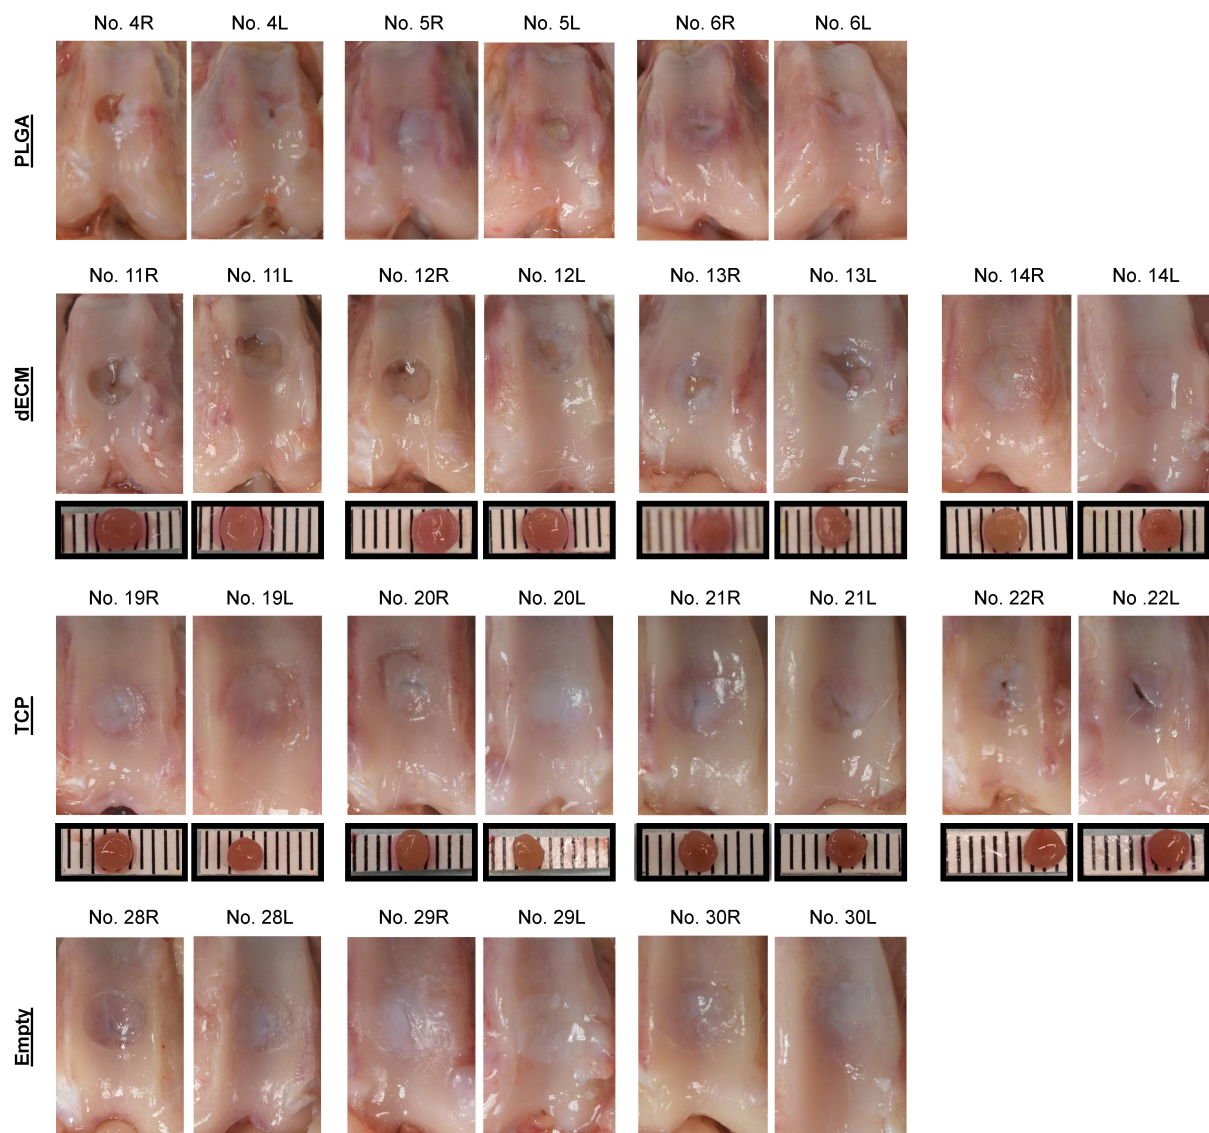 No. 4R No. 4L No. 5R No. 5L No. 6R No. 6L
PLGA
No. 11R No. 11L No. 12R No. 12L No. 13R No. 13L No. 14R No. 14L
dECM
No. 19R No. 19L No. 20R No. 20L No. 21R No. 21L No. 22R No .22L
TCP
No. 28R No. 28L No. 29R No. 29L No. 30R No. 30L
Empty